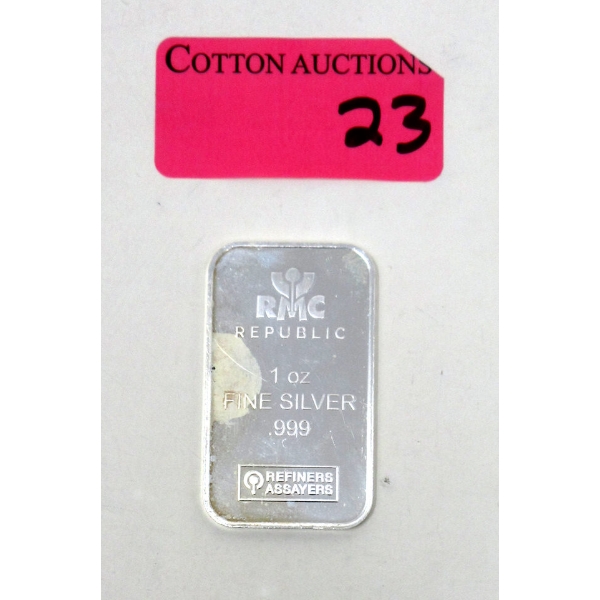 COTTON AUCTIONS
23
RMC
REPUBLIC
1 oz
FINE SILVER
.999
REFINERS
ASSAYERS